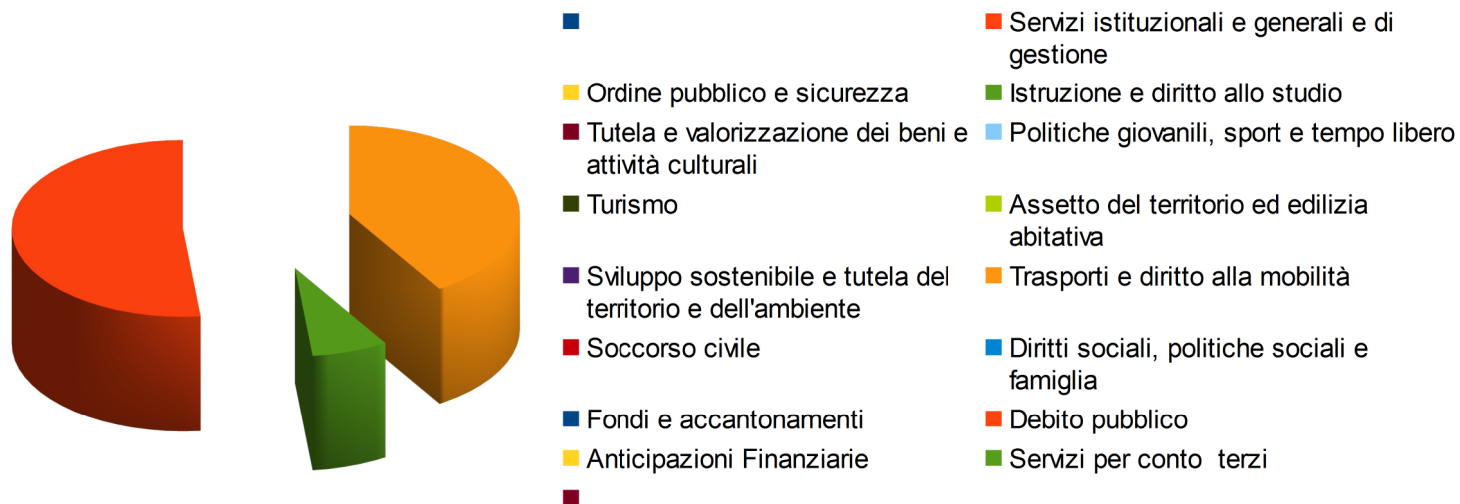 Servizi istituzionali e generali e di
gestione
Ordine pubblico e sicurezza
Istruzione e diritto allo studio
Tutela e valorizzazione dei beni e
attività culturali
Politiche giovanili, sport e tempo libero
Turismo
Assetto del territorio ed edilizia
abitativa
Sviluppo sostenibile e tutela del
territorio e dell'ambiente
Trasporti e diritto alla mobilità
Soccorso civile
Diritti sociali, politiche sociali e
famiglia
Fondi e accantonamenti
Debito pubblico
Anticipazioni Finanziarie
Servizi per conto terzi